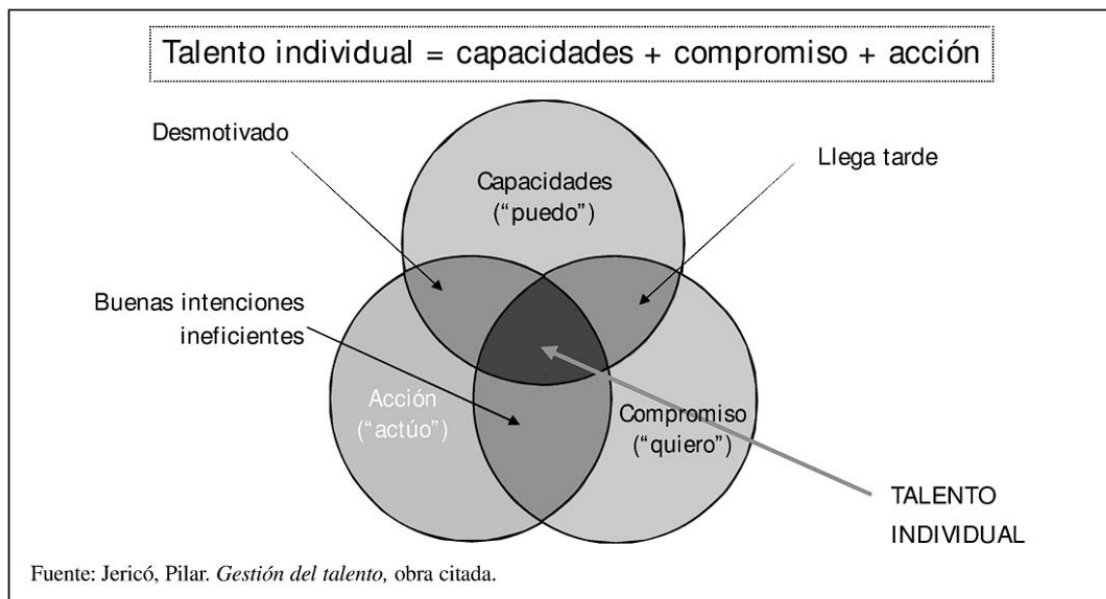 Talento individual = capacidades + compromiso + acción
Desmotivado
Llega tarde
Capacidades
(“puedo”)
Buenas intenciones
ineficientes
Acción
(“actúo”)
Compromiso
(“quiero”)
TALENTO
INDIVIDUAL
Fuente: Jericó, Pilar. Gestión del talento, obra citada.